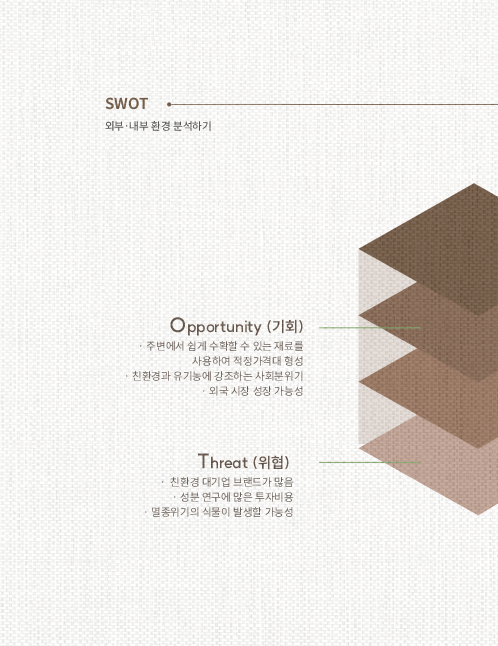 SWOT
외부·내부 환경 분석하기
Opportunity (기회)
· 주변에서 쉽게 수확할 수 있는 재료를
사용하여 적정가격대 형성
· 친환경과 유기농에 강조하는 사회분위기
· 외국 시장 성장 가능성
Threat (위협)
· 친환경 대기업 브랜드가 많음
· 성분 연구에 많은 투자비용
· 멸종위기의 식물이 발생할 가능성